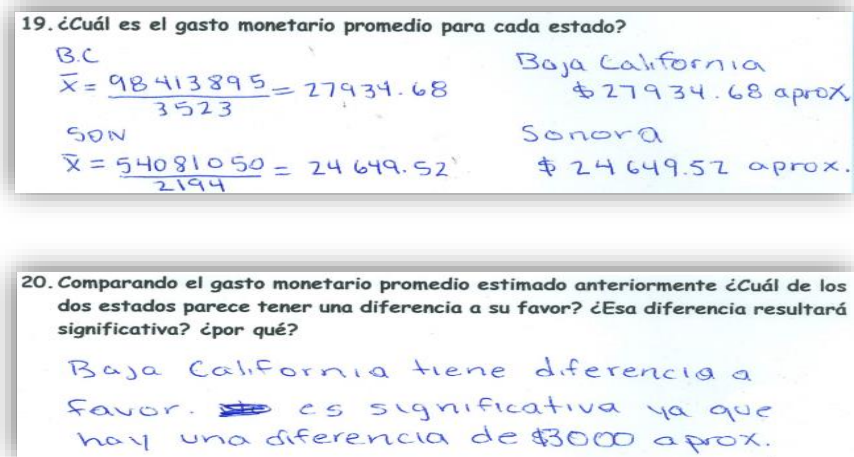 19. ¿Cuál es el gasto monetario promedio para cada estado?
B.C
x̄ = 98413895 / 3523 = 27934.68
Baja California
$27934.68 aprox.
SON
x̄ = 54081050 / 2194 = 24649.52
Sonora
$24649.52 aprox.
20. Comparando el gasto monetario promedio estimado anteriormente ¿Cuál de los
dos estados parece tener una diferencia a su favor? ¿Esa diferencia resultará
significativa? ¿por qué?
Baja California tiene diferencia a
favor. es significativa ya que
hay una diferencia de $3000 aprox.